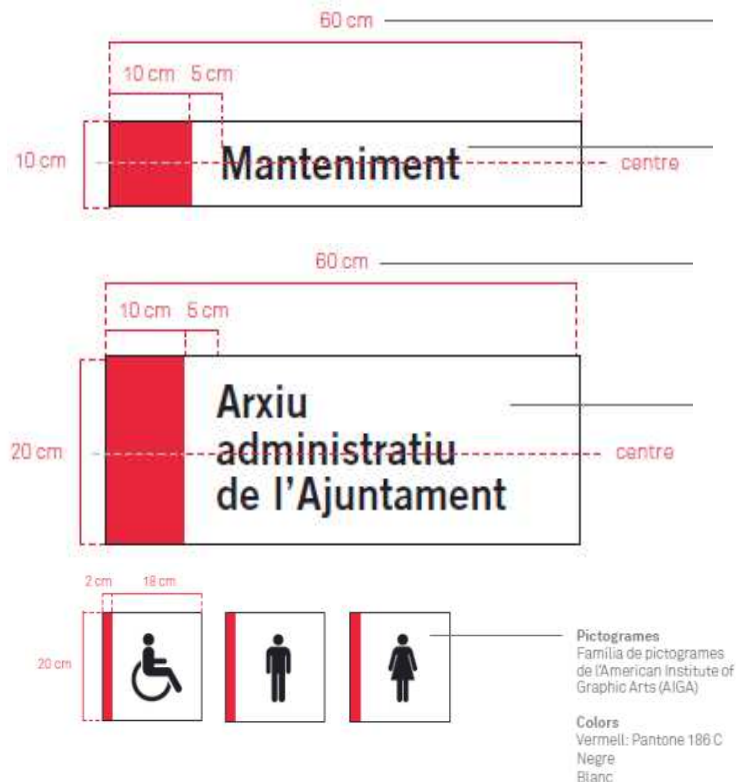 60 cm
10 cm 5 cm
10 cm
Manteniment
centre
60 cm
10 cm 5 cm
20 cm
Arxiu
administratiu
de l'Ajuntament
centre
2 cm 18 cm
20 cm
Pictogrames
Família de pictogrames
de l'American Institute of
Graphic Arts (AIGA)
Colors
Vermell: Pantone 186 C
Negre
Blanc